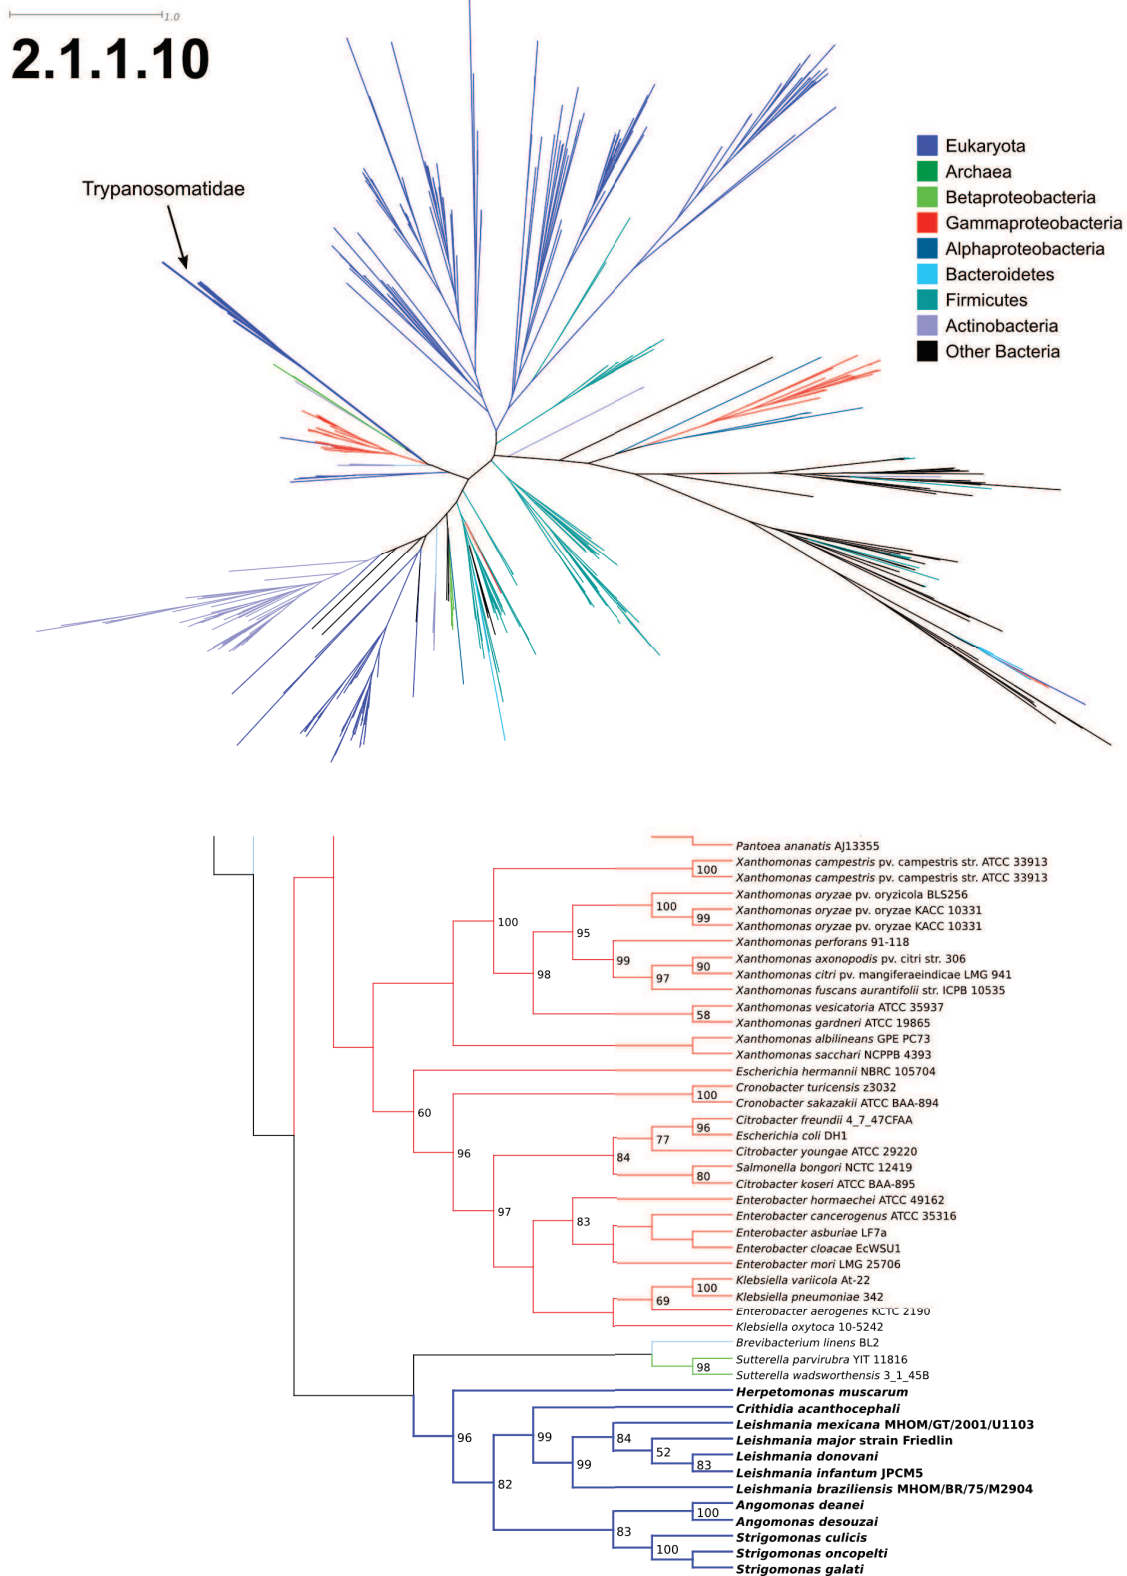 1.0
2.1.1.10
Trypanosomatidae
Eukaryota
Archaea
Betaproteobacteria
Gammaproteobacteria
Alphaproteobacteria
Bacteroidetes
Firmicutes
Actinobacteria
Other Bacteria
Pantoea ananatis AJ13355
Xanthomonas campestris pv. campestris str. ATCC 33913
100
Xanthomonas campestris pv. campestris str. ATCC 33913
Xanthomonas oryzae pv. oryzicola BLS256
100
Xanthomonas oryzae pv. oryzae KACC 10331
99
100
Xanthomonas oryzae pv. oryzae KACC 10331
95
Xanthomonas perforans 91-118
99
Xanthomonas axonopodis pv. citri str. 306
90
98
Xanthomonas citri pv. mangiferaeindicae LMG 941
97
Xanthomonas fuscans aurantifolii str. ICPB 10535
Xanthomonas vesicatoria ATCC 35937
58
Xanthomonas gardneri ATCC 19865
Xanthomonas albilineans GPE PC73
Xanthomonas sacchari NCPPB 4393
Escherichia hermannii NBRC 105704
Cronobacter turicensis z3032
100
Cronobacter sakazakii ATCC BAA-894
60
Citrobacter freundii 4_7_47CFAA
96
Escherichia coli DH1
77
Citrobacter youngae ATCC 29220
96
84
Salmonella bongori NCTC 12419
80
Citrobacter koseri ATCC BAA-895
Enterobacter hormaechei ATCC 49162
97
Enterobacter cancerogenus ATCC 35316
83
Enterobacter asburiae LF7a
Enterobacter cloacae EcWSU1
Enterobacter mori LMG 25706
Klebsiella variicola At-22
100
Klebsiella pneumoniae 342
69
Enterobacter aerogenes KCTC 2190
Klebsiella oxytoca 10-5242
Brevibacterium linens BL2
Sutterella parvirubra YIT 11816
98
Sutterella wadsworthensis 3_1_45B
Herpetomonas muscarum
Crithidia acanthocephali
Leishmania mexicana MHOM/GT/2001/U1103
96
99
84
Leishmania major strain Friedlin
52
Leishmania donovani
99
83
Leishmania infantum JPCM5
82
Leishmania braziliensis MHOM/BR/75/M2904
Angomonas deanei
100
Angomonas desouzai
83
Strigomonas culicis
100
Strigomonas oncopelti
Strigomonas galati